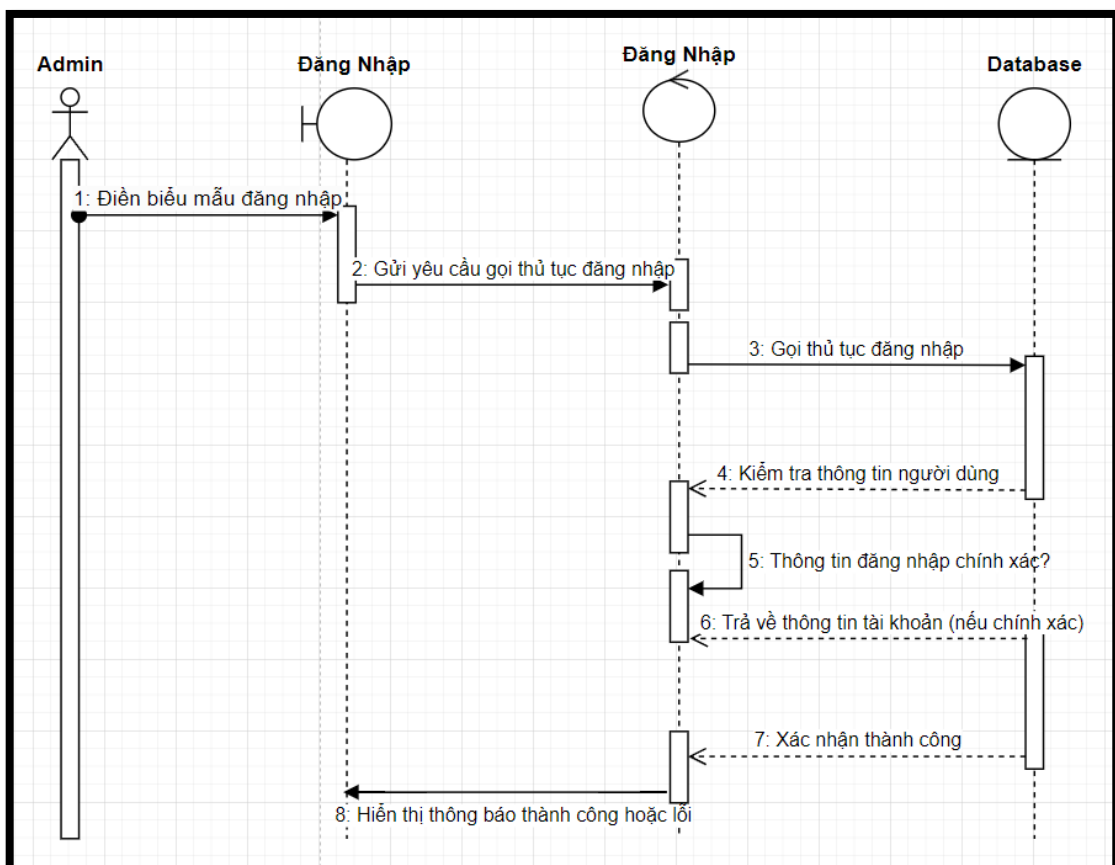 Admin
Đăng Nhập
Đăng Nhập
Database
1: Điền biểu mẫu đăng nhập
2: Gửi yêu cầu gọi thủ tục đăng nhập
3: Gọi thủ tục đăng nhập
4: Kiểm tra thông tin người dùng
5: Thông tin đăng nhập chính xác?
6: Trả về thông tin tài khoản (nếu chính xác)
7: Xác nhận thành công
8: Hiển thị thông báo thành công hoặc lỗi